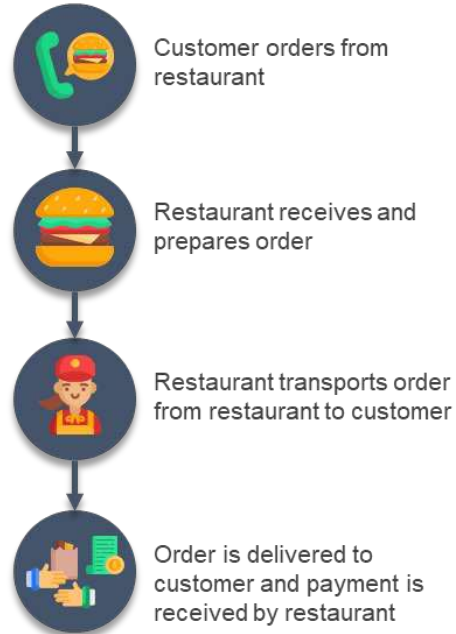 Customer orders from
restaurant
Restaurant receives and
prepares order
Restaurant transports order
from restaurant to customer
Order is delivered to
customer and payment is
received by restaurant